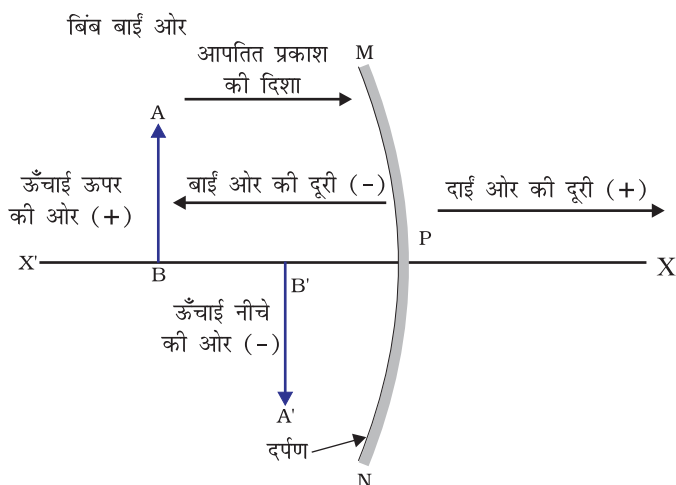 बिंब बाईं ओर
आपतित प्रकाश
की दिशा
M
A
ऊँचाई ऊपर
की ओर (+)
बाईं ओर की दूरी (-)
दाईं ओर की दूरी (+)
P
X'
B
B'
X
ऊँचाई नीचे
की ओर (-)
A'
दर्पण
N